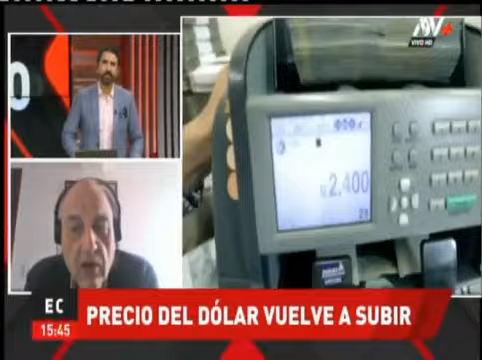 ATV+
VIVO HD
2.400
EC
15:45
PRECIO DEL DÓLAR VUELVE A SUBIR